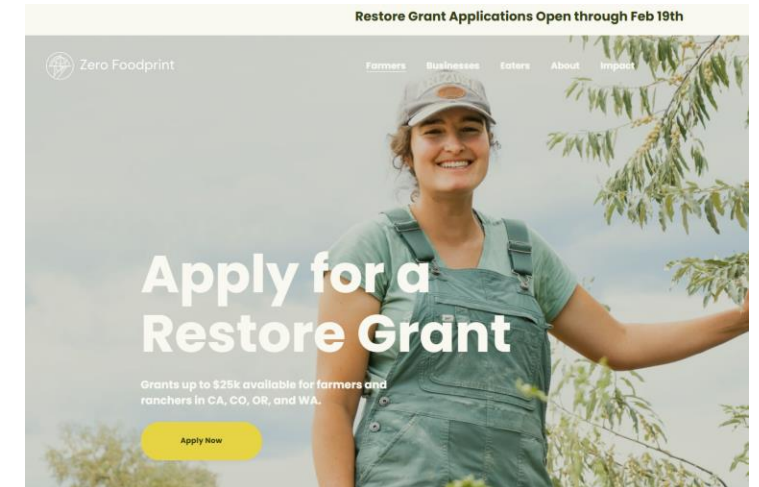 Restore Grant Applications Open through Feb 19th
Zero Foodprint
Farmers Businesses Eaters About Impact
Apply for a
Restore Grant
Grants up to $25k available for farmers and
ranchers in CA, CO, OR, and WA.
Apply Now